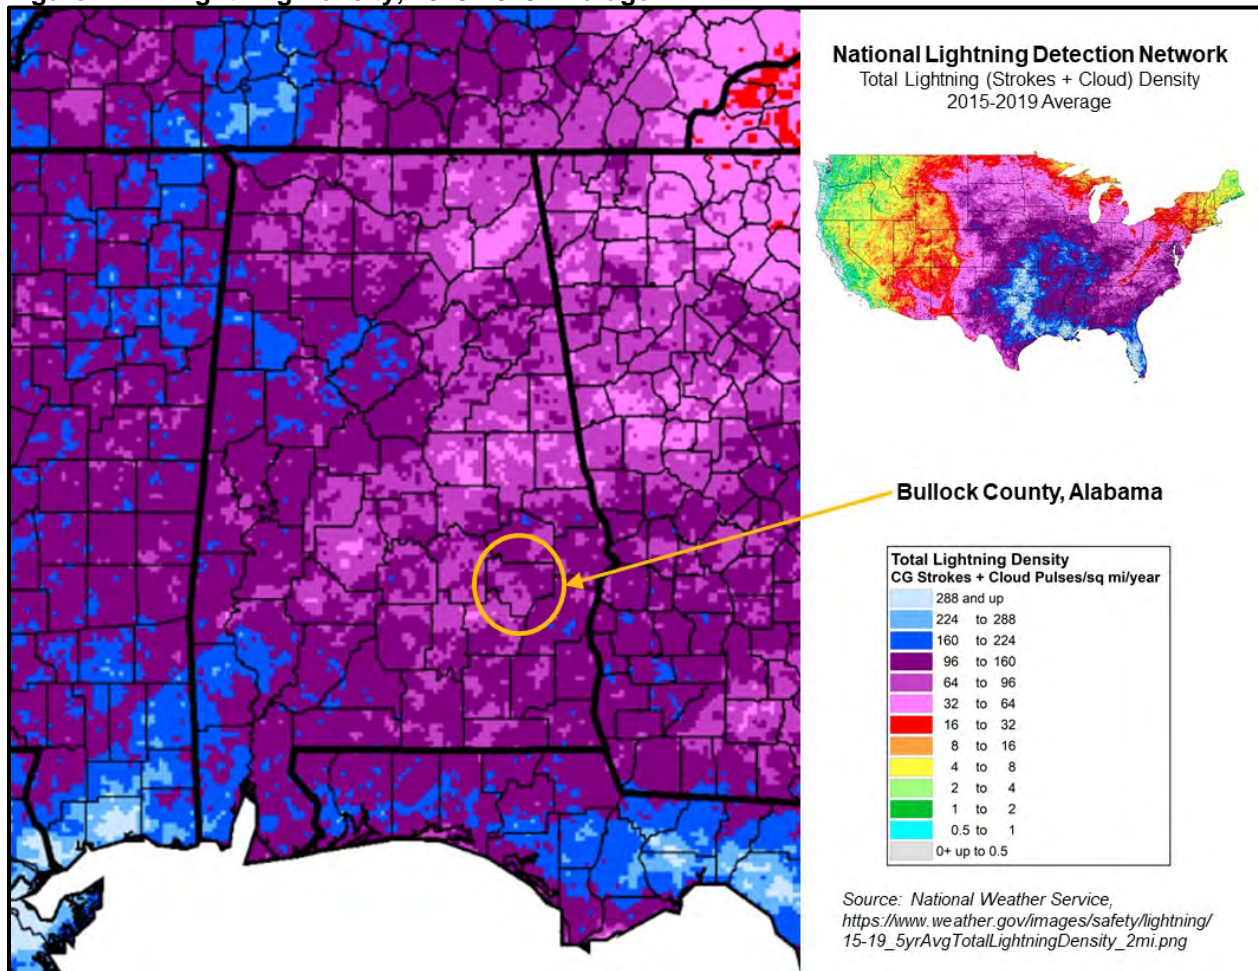 National Lightning Detection Network
Total Lightning (Strokes + Cloud) Density
2015-2019 Average
Bullock County, Alabama
Total Lightning Density
CG Strokes + Cloud Pulses/sq mi/year
288 and up
224 to 288
160 to 224
96 to 160
64 to 96
32 to 64
16 to 32
8 to 16
4 to 8
2 to 4
1 to 2
0.5 to 1
0+ up to 0.5
Source: National Weather Service,
https://www.weather.gov/images/safety/lightning/
15-19_5yrAvgTotalLightningDensity_2mi.png